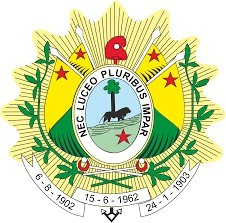 NEC LUCEO PLURIBUS IMPAR
6-8-1902
15-6-1962
24-1-1903